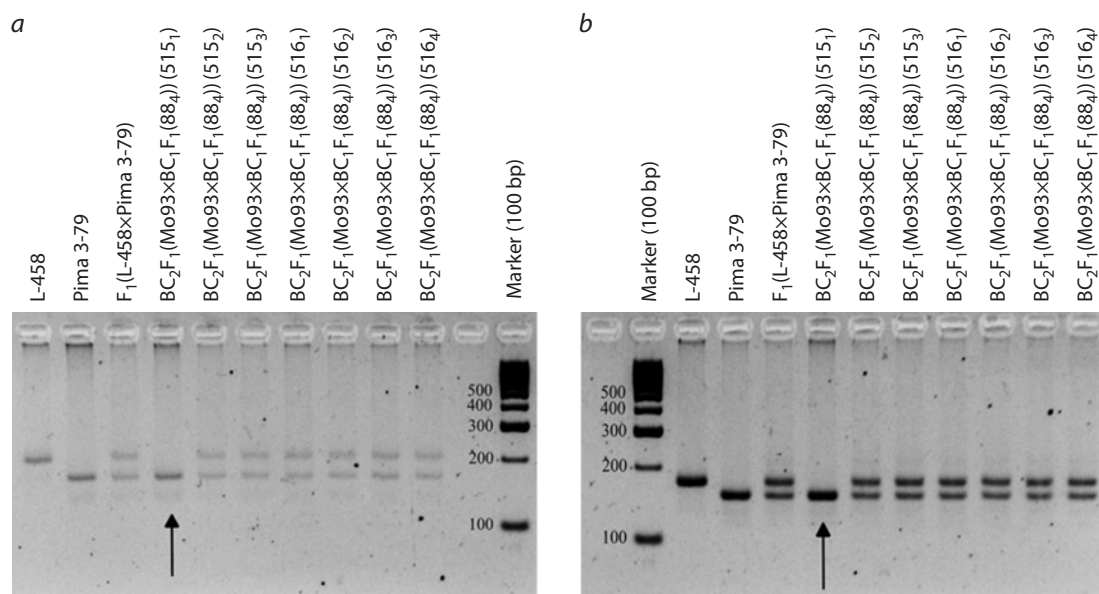 a
L-458
Pima 3-79
F₁(L-458×Pima 3-79)
BC₂F₁(Mo93×BC₁F₁(88₄)) (515₁)
BC₂F₁(Mo93×BC₁F₁(88₄)) (515₂)
BC₂F₁(Mo93×BC₁F₁(88₄)) (515₃)
BC₂F₁(Mo93×BC₁F₁(88₄)) (516₁)
BC₂F₁(Mo93×BC₁F₁(88₄)) (516₂)
BC₂F₁(Mo93×BC₁F₁(88₄)) (516₃)
BC₂F₁(Mo93×BC₁F₁(88₄)) (516₄)
Marker (100 bp)
500
400
300
200
100
b
Marker (100 bp)
L-458
Pima 3-79
F₁(L-458×Pima 3-79)
BC₂F₁(Mo93×BC₁F₁(88₄)) (515₁)
BC₂F₁(Mo93×BC₁F₁(88₄)) (515₂)
BC₂F₁(Mo93×BC₁F₁(88₄)) (515₃)
BC₂F₁(Mo93×BC₁F₁(88₄)) (516₁)
BC₂F₁(Mo93×BC₁F₁(88₄)) (516₂)
BC₂F₁(Mo93×BC₁F₁(88₄)) (516₃)
BC₂F₁(Mo93×BC₁F₁(88₄)) (516₄)
500
400
300
200
100